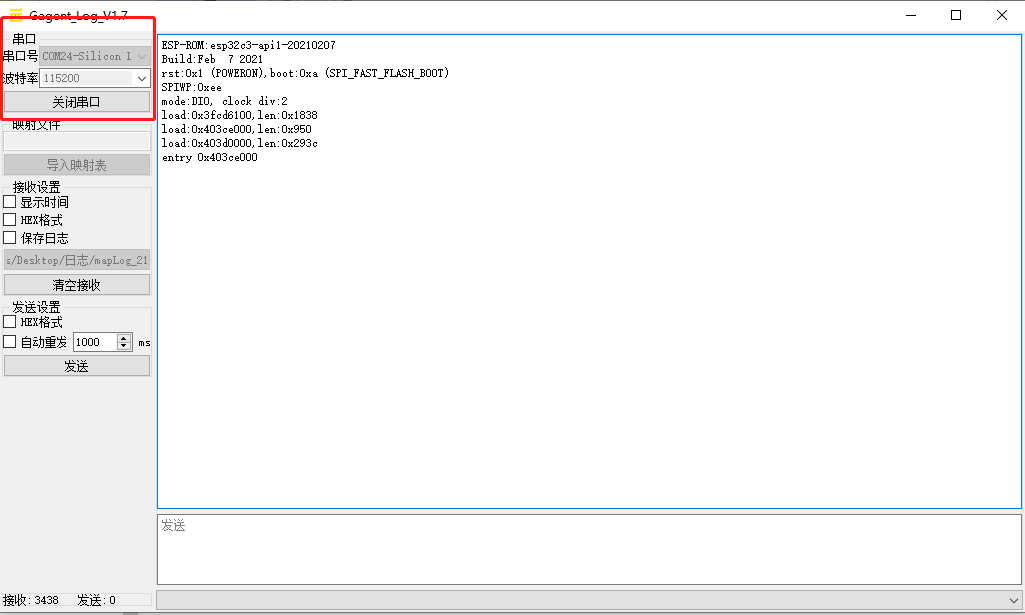 Gagent_Log_V1.7
串口
串口号 COM24-Silicon I
波特率 115200
关闭串口
映射文件
导入映射表
接收设置
显示时间
HEX格式
保存日志
s/Desktop/日志/mapLog_21
清空接收
发送设置
HEX格式
自动重发 1000 ms
发送
ESP-ROM:esp32c3-api1-20210207
Build:Feb  7 2021
rst:0x1 (POWERON),boot:0xa (SPI_FAST_FLASH_BOOT)
SPIWP:0xee
mode:DIO, clock div:2
load:0x3fcd6100,len:0x1838
load:0x403ce000,len:0x950
load:0x403d0000,len:0x293c
entry 0x403ce000
发送
接收: 3438 发送: 0